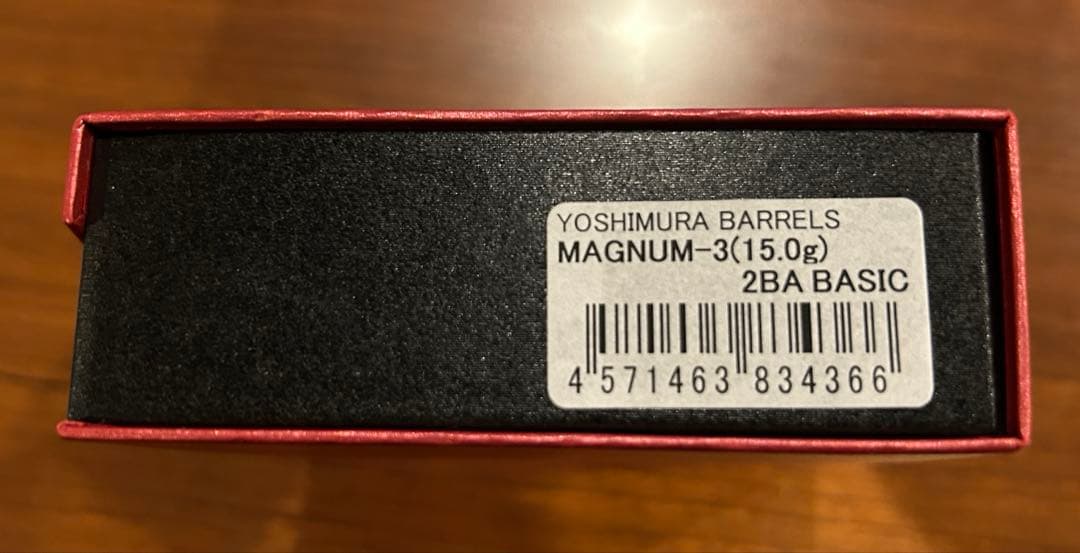 YOSHIMURA BARRELS
MAGNUM-3(15.0g)
2BA BASIC
4 571463 834366